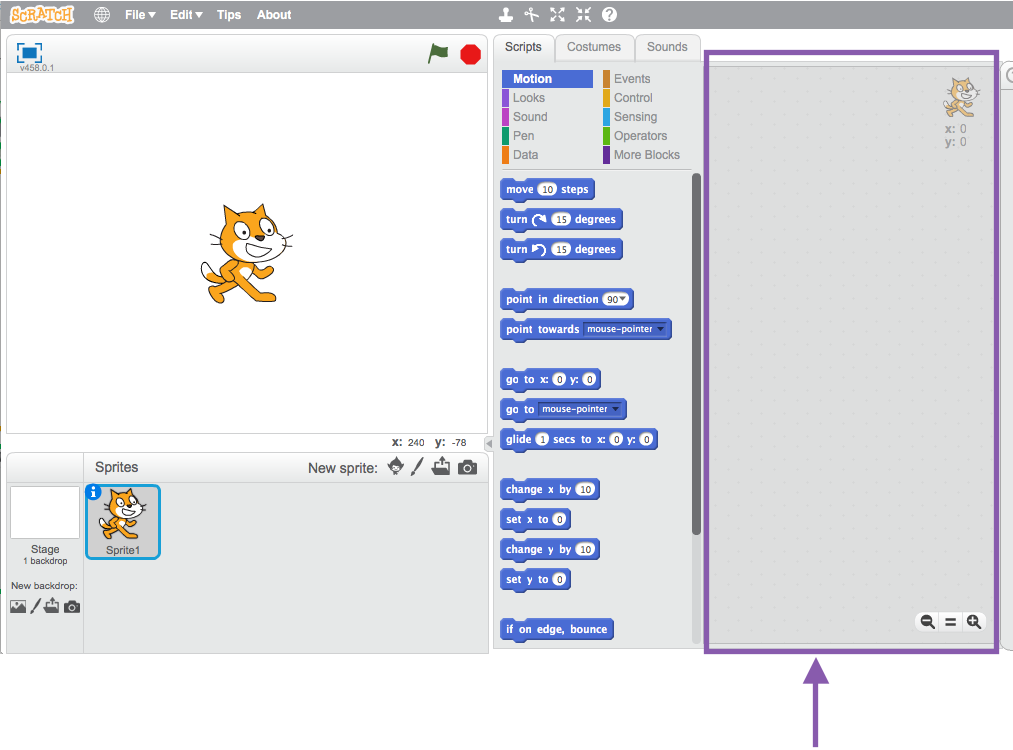 SCRATCH File Edit Tips About
v458.0.1
x: 240 y: -78
Sprites New sprite:
Stage
1 backdrop
New backdrop:
Sprite1
Scripts Costumes Sounds
Motion Events
Looks Control
Sound Sensing
Pen Operators
Data More Blocks
move 10 steps
turn 15 degrees
turn 15 degrees
point in direction 90
point towards mouse-pointer
go to x: 0 y: 0
go to mouse-pointer
glide 1 secs to x: 0 y: 0
change x by 10
set x to 0
change y by 10
set y to 0
if on edge, bounce
x: 0
y: 0